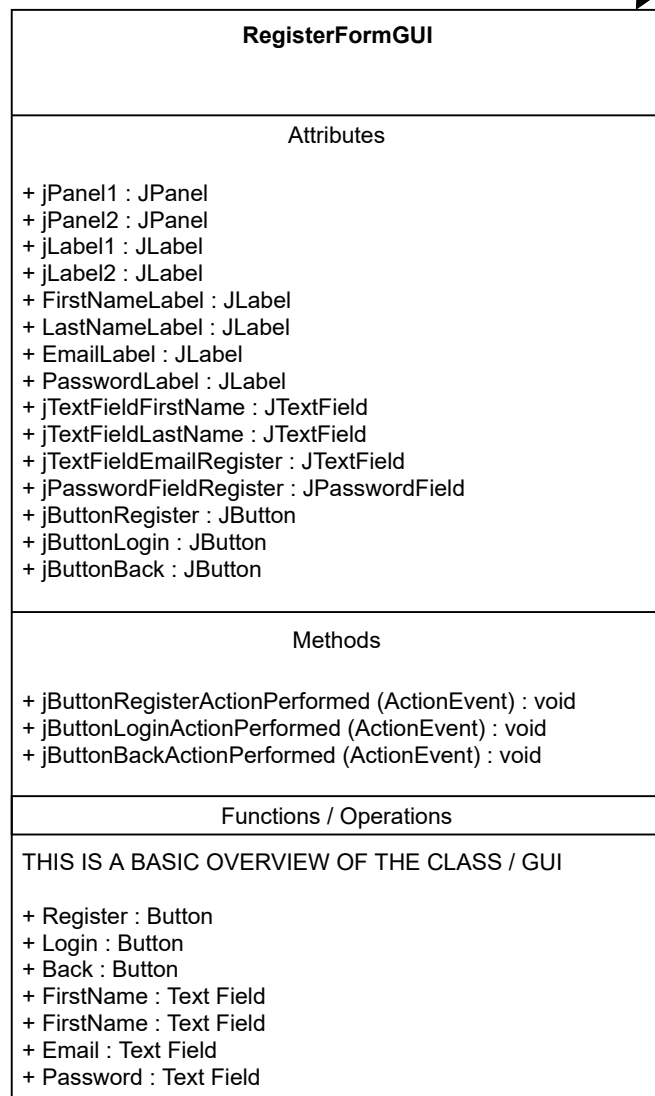 RegisterFormGUI
Attributes
+ jPanel1 : JPanel
+ jPanel2 : JPanel
+ jLabel1 : JLabel
+ jLabel2 : JLabel
+ FirstNameLabel : JLabel
+ LastNameLabel : JLabel
+ EmailLabel : JLabel
+ PasswordLabel : JLabel
+ jTextFieldFirstName : JTextField
+ jTextFieldLastName : JTextField
+ jTextFieldEmailRegister : JTextField
+ jPasswordFieldRegister : JPasswordField
+ jButtonRegister : JButton
+ jButtonLogin : JButton
+ jButtonBack : JButton
Methods
+ jButtonRegisterActionPerformed (ActionEvent) : void
+ jButtonLoginActionPerformed (ActionEvent) : void
+ jButtonBackActionPerformed (ActionEvent) : void
Functions / Operations
THIS IS A BASIC OVERVIEW OF THE CLASS / GUI
+ Register : Button
+ Login : Button
+ Back : Button
+ FirstName : Text Field
+ FirstName : Text Field
+ Email : Text Field
+ Password : Text Field